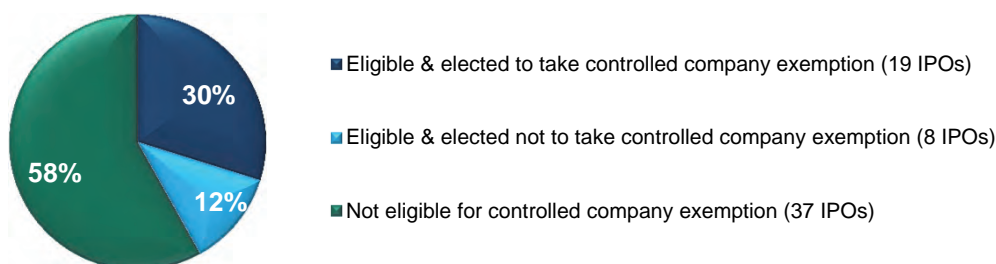 30%
Eligible & elected to take controlled company exemption (19 IPOs)
Eligible & elected not to take controlled company exemption (8 IPOs)
58%
12%
Not eligible for controlled company exemption (37 IPOs)